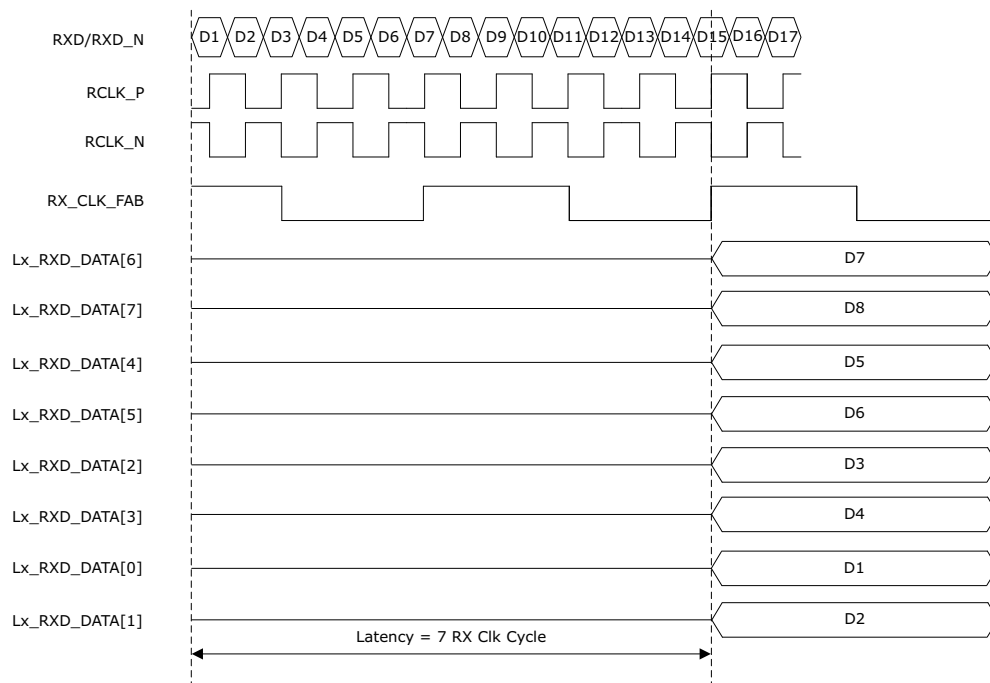 RXD/RXD_N D1 D2 D3 D4 D5 D6 D7 D8 D9 D10 D11 D12 D13 D14 D15 D16 D17
RCLK_P
RCLK_N
RX_CLK_FAB
Lx_RXD_DATA[6] D7
Lx_RXD_DATA[7] D8
Lx_RXD_DATA[4] D5
Lx_RXD_DATA[5] D6
Lx_RXD_DATA[2] D3
Lx_RXD_DATA[3] D4
Lx_RXD_DATA[0] D1
Lx_RXD_DATA[1] D2
Latency = 7 RX Clk Cycle